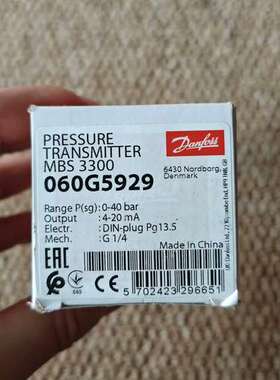 PRESSURE
TRANSMITTER
MBS 3300
060G5929
Danfoss
6430 Nordborg,
Denmark
Range P(sg): 0-40 bar
Output : 4-20 mA
Electr.: : DIN-plug Pg13.5
Mech.: : G 1/4
Made in China
EAC
5 702423 296651